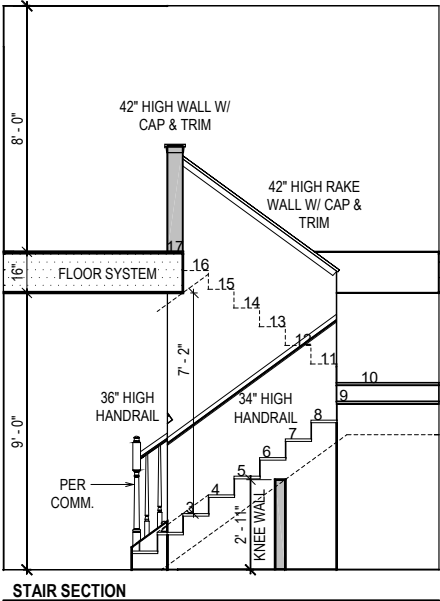 42" HIGH WALL W/
CAP & TRIM
8' - 0"
42" HIGH RAKE
WALL W/ CAP &
TRIM
17
16
16"
FLOOR SYSTEM
15
14
13
12
11
7' - 2"
10
9
36" HIGH
HANDRAIL
34" HIGH
HANDRAIL
8
7
6
5
4
3
9' - 0"
PER
COMM.
2' - 11"
KNEE WALL
STAIR SECTION